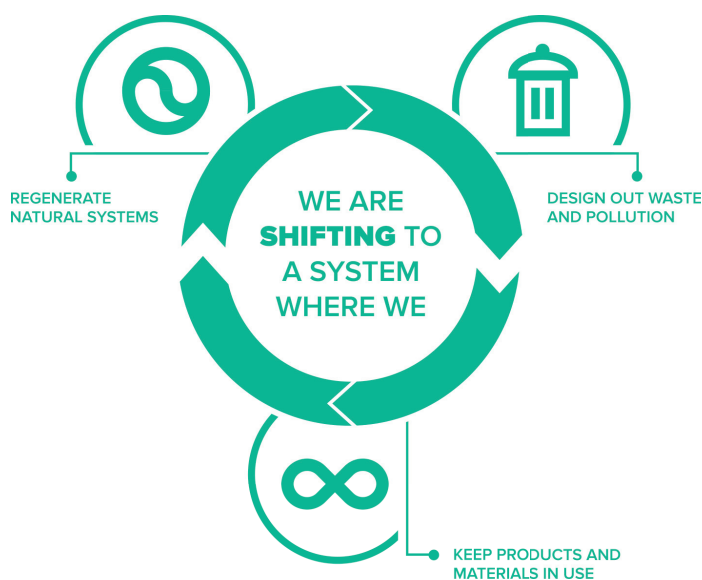 WE ARE
SHIFTING TO
A SYSTEM
WHERE WE
REGENERATE
NATURAL SYSTEMS
DESIGN OUT WASTE
AND POLLUTION
KEEP PRODUCTS AND
MATERIALS IN USE